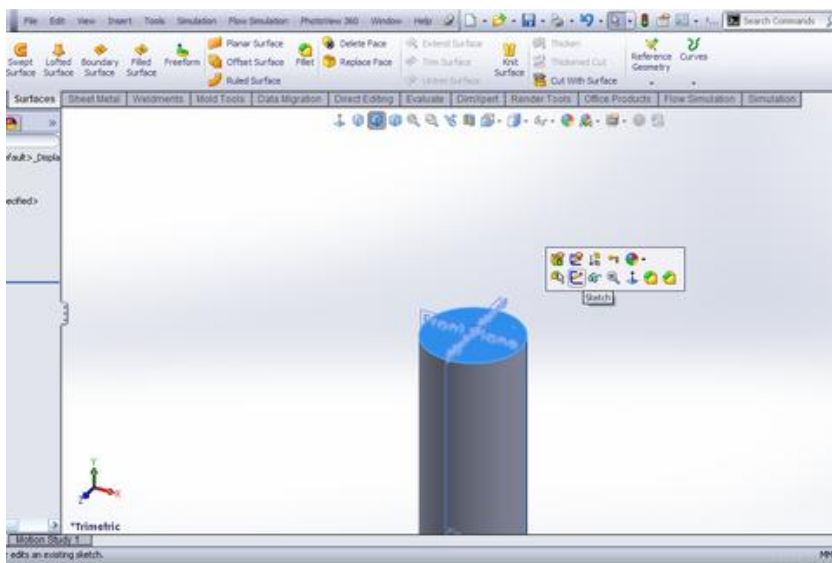 File Edit View Insert Tools Simulation Flow Simulation PhotoView 360 Window Help Search Commands
Swept Surface
Lofted Surface
Boundary Surface
Filled Surface
Freeform
Planar Surface
Offset Surface
Ruled Surface
Fillet
Delete Face
Replace Face
Extend Surface
Trim Surface
Untrim Surface
Knit Surface
Thicken
Thickened Cut
Cut With Surface
Reference Geometry
Curves
Surfaces Sheet Metal Weldments Mold Tools Data Migration Direct Editing Evaluate DimXpert Render Tools Office Products Flow Simulation Simulation
efault>_Displa
ecified>
Sketch
Front Plane
Y
X
Z
*Trimetric
Motion Study 1
r edits an existing sketch.
MM